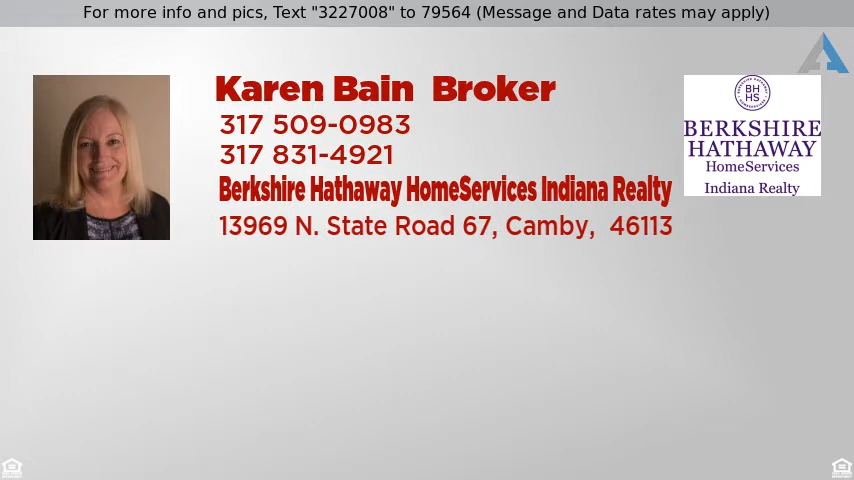 For more info and pics, Text "3227008" to 79564 (Message and Data rates may apply)
Karen Bain  Broker
317 509-0983
317 831-4921
Berkshire Hathaway HomeServices Indiana Realty
13969 N. State Road 67, Camby,  46113
BH
HS
BERKSHIRE
HATHAWAY
HomeServices
Indiana Realty